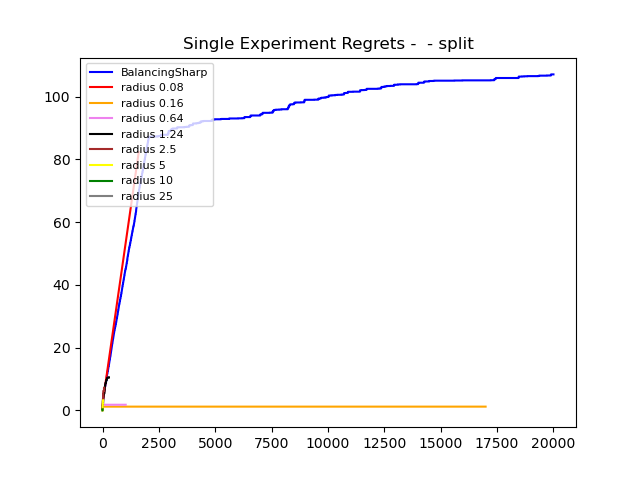 Single Experiment Regrets -  - split
BalancingSharp
radius 0.08
radius 0.16
radius 0.64
radius 1.24
radius 2.5
radius 5
radius 10
radius 25
100
80
60
40
20
0
0 2500 5000 7500 10000 12500 15000 17500 20000